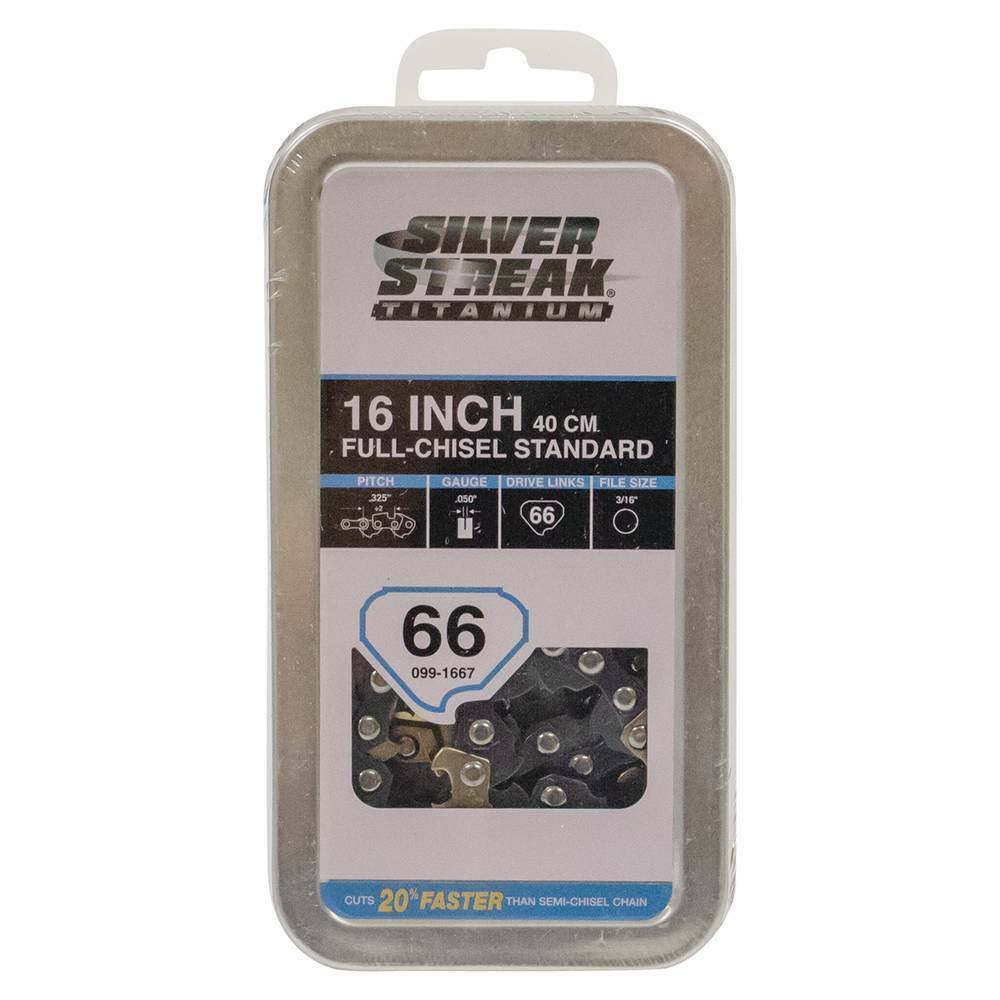 SILVER
STREAK®
TITANIUM
16 INCH 40 CM
FULL-CHISEL STANDARD
PITCH GAUGE DRIVE LINKS FILE SIZE
.325" .050" 66 3/16"
÷2
66
099-1667
CUTS 20% FASTER THAN SEMI-CHISEL CHAIN